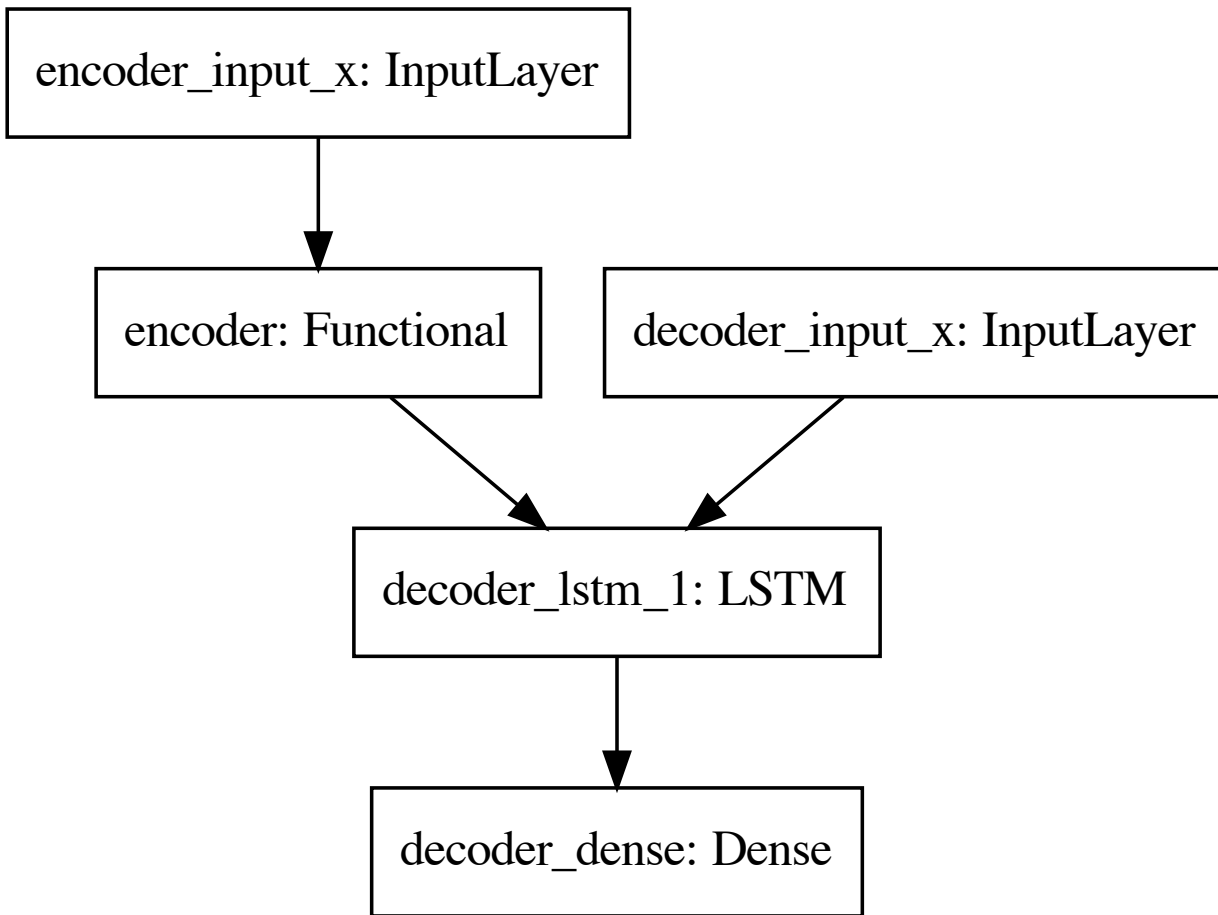 encoder_input_x: InputLayer
encoder: Functional
decoder_input_x: InputLayer
decoder_lstm_1: LSTM
decoder_dense: Dense